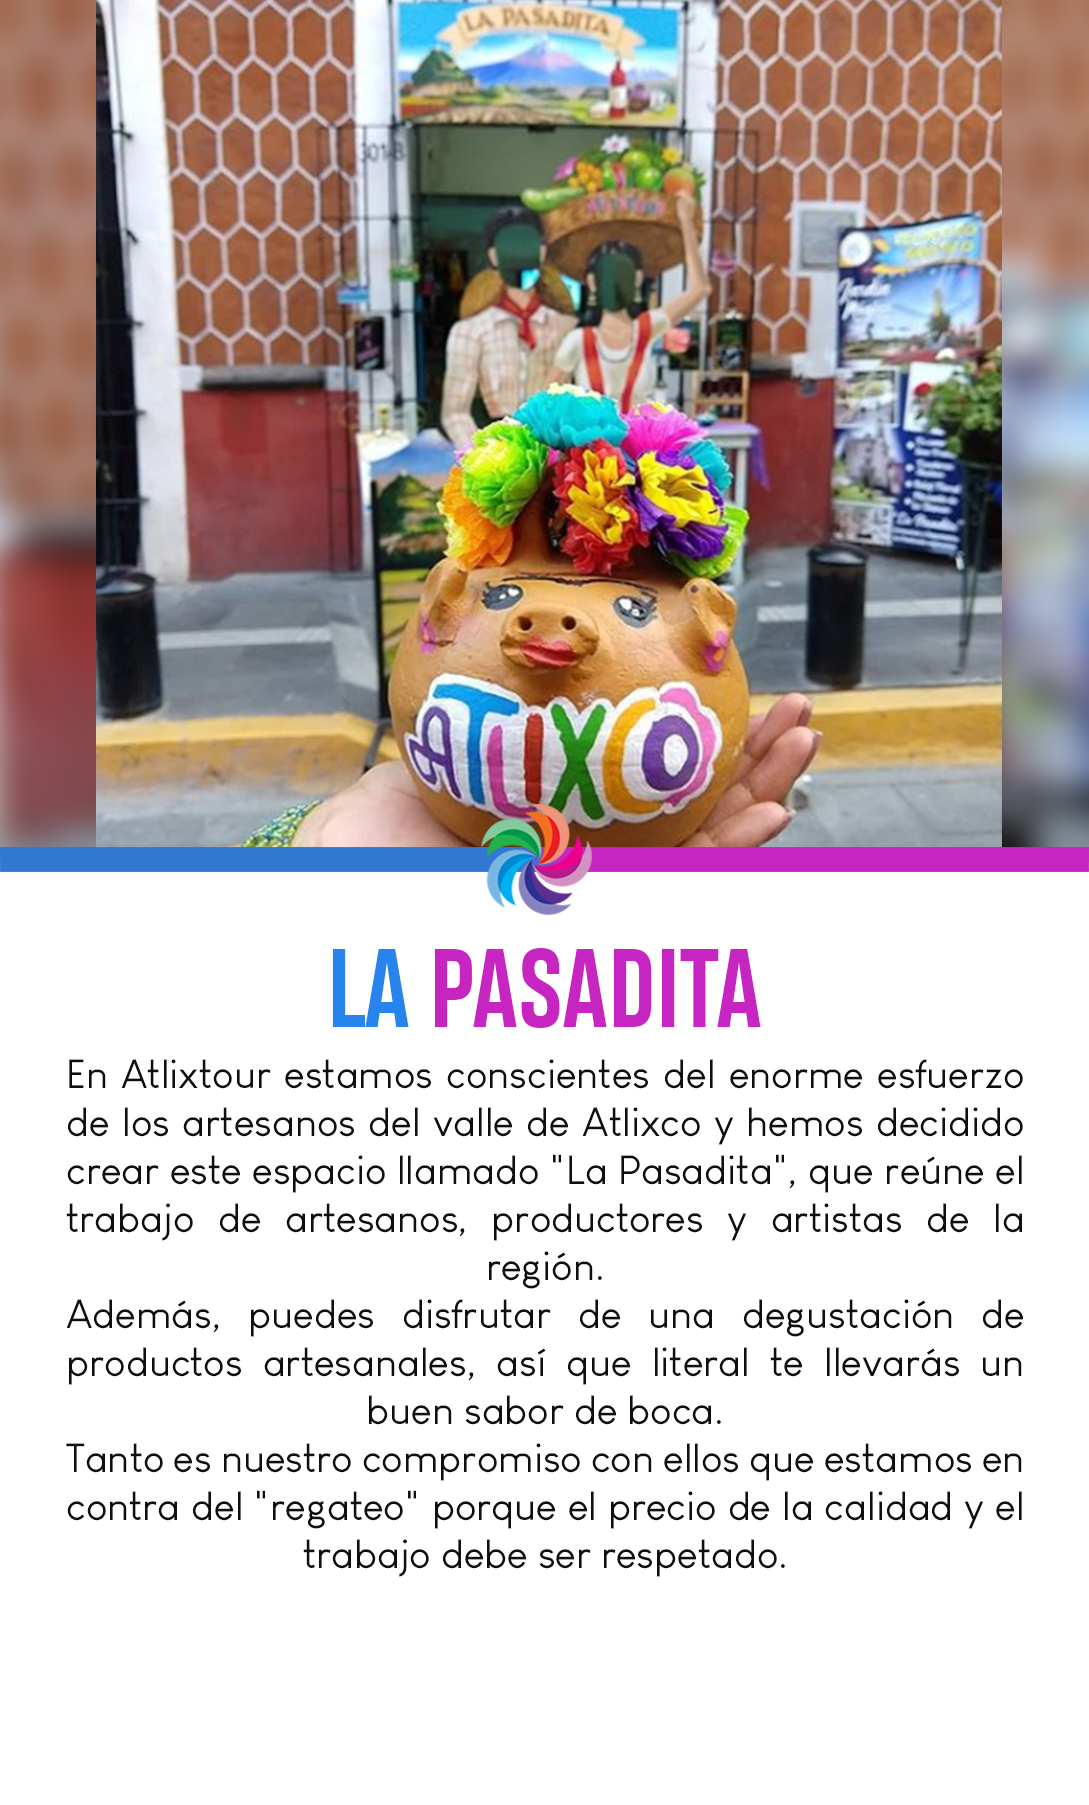 LA PASADITA
301-B
Jardín
ATLIXCO
LA PASADITA
En Atlixtour estamos conscientes del enorme esfuerzo
de los artesanos del valle de Atlixco y hemos decidido
crear este espacio llamado "La Pasadita", que reúne el
trabajo de artesanos, productores y artistas de la
región.
Además, puedes disfrutar de una degustación de
productos artesanales, así que literal te llevarás un
buen sabor de boca.
Tanto es nuestro compromiso con ellos que estamos en
contra del "regateo" porque el precio de la calidad y el
trabajo debe ser respetado.